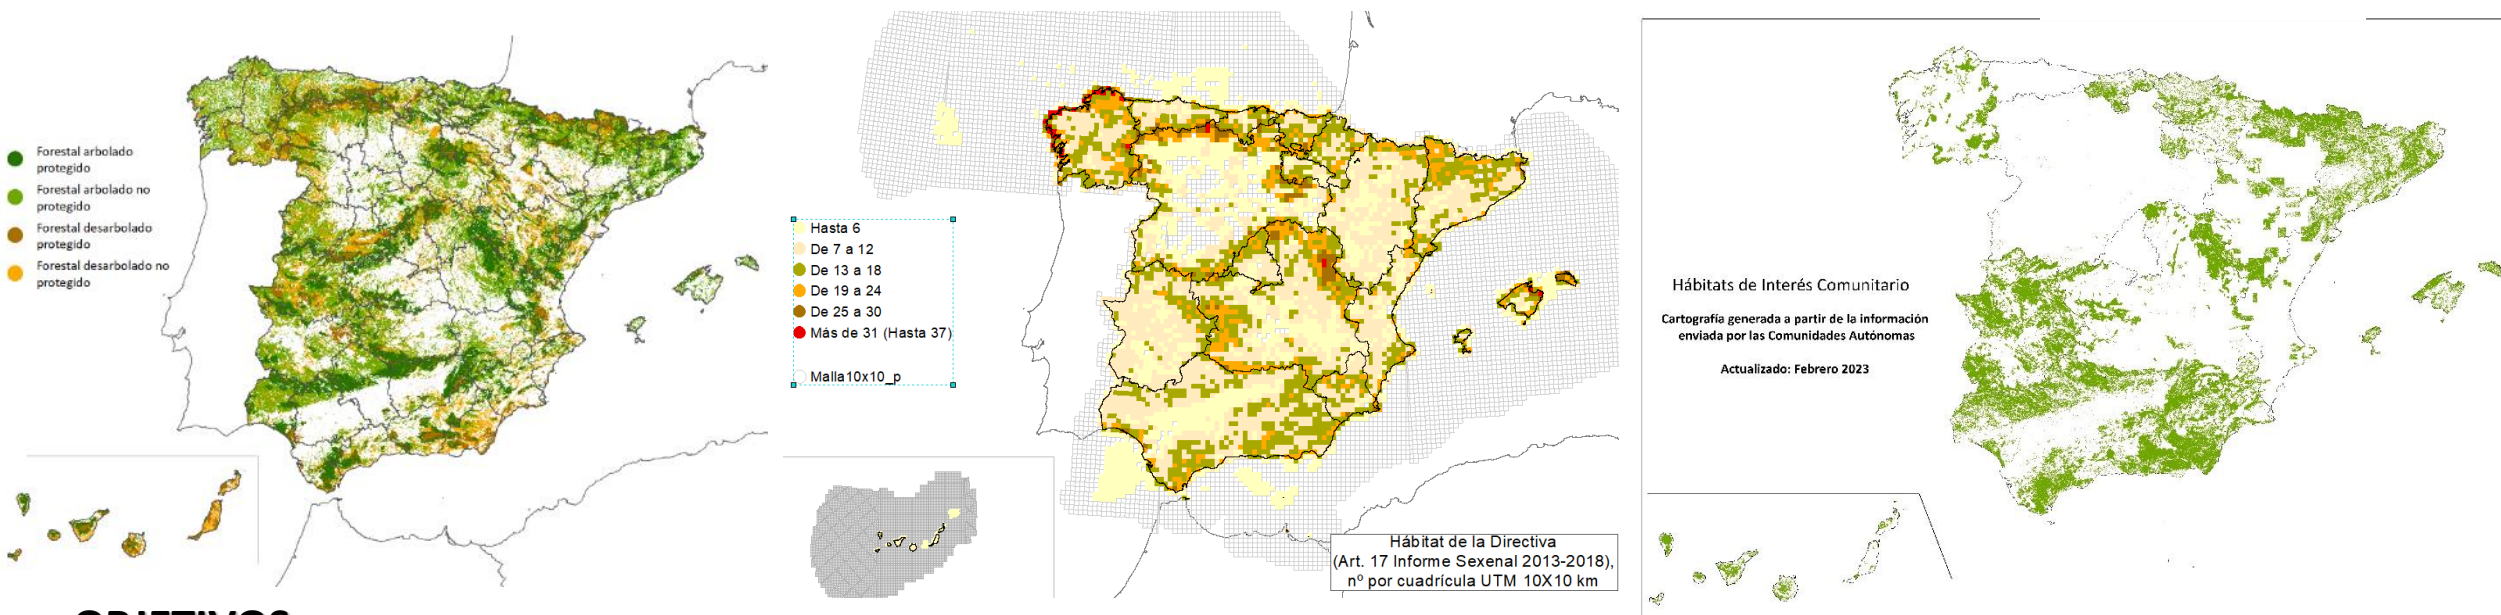 Forestal arbolado
protegido
Forestal arbolado no
protegido
Forestal desarbolado
protegido
Forestal desarbolado no
protegido
Hasta 6
De 7 a 12
De 13 a 18
De 19 a 24
De 25 a 30
Más de 31 (Hasta 37)
Malla10x10_p
Hábitat de la Directiva
(Art. 17 Informe Sexenal 2013-2018),
nº por cuadrícula UTM 10X10 km
Hábitats de Interés Comunitario
Cartografía generada a partir de la información
enviada por las Comunidades Autónomas
Actualizado: Febrero 2023